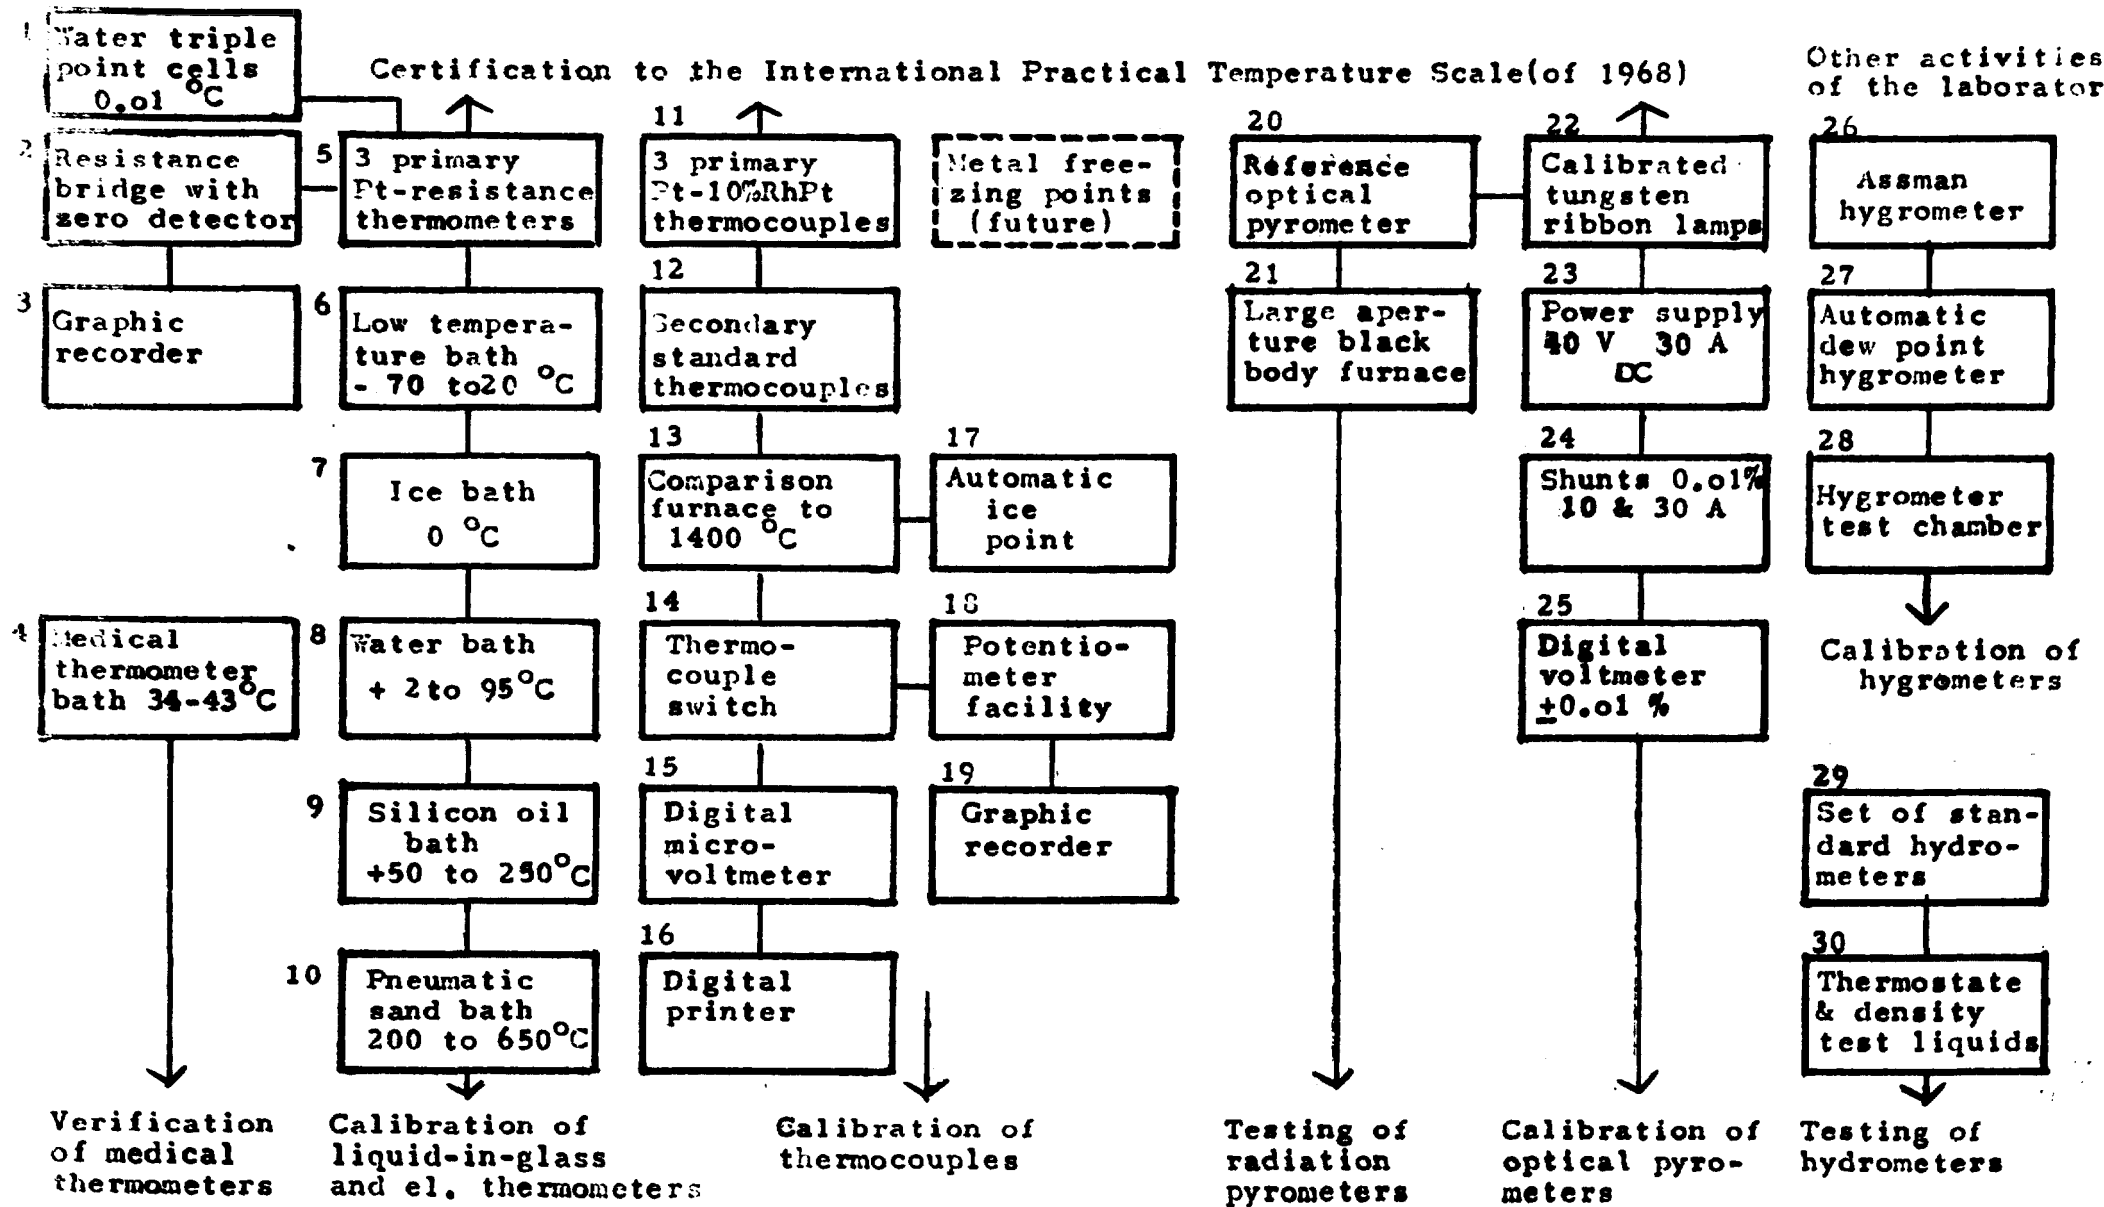 Certification to the International Practical Temperature Scale(of 1968)
Other activities
of the laborator
1
Water triple
point cells
0.01 °C
2
Resistance
bridge with
zero detector
3
Graphic
recorder
4
Medical
thermometer
bath 34-43°C
Verification
of medical
thermometers
5
3 primary
Pt-resistance
thermometers
6
Low tempera-
ture bath
- 70 to20 °C
7
Ice bath
0 °C
8
Water bath
+ 2 to 95°C
9
Silicon oil
bath
+50 to 250°C
10
Pneumatic
sand bath
200 to 650°C
Calibration of
liquid-in-glass
and el. thermometers
11
3 primary
Pt-10%RhPt
thermocouples
12
Secondary
standard
thermocouples
13
Comparison
furnace to
1400 °C
14
Thermo-
couple
switch
15
Digital
micro-
voltmeter
16
Digital
printer
Metal free-
zing points
(future)
17
Automatic
ice
point
18
Potentio-
meter
facility
19
Graphic
recorder
Calibration of
thermocouples
20
Reference
optical
pyrometer
21
Large aper-
ture black
body furnace
Testing of
radiation
pyrometers
22
Calibrated
tungsten
ribbon lamps
23
Power supply
40 V 30 A
DC
24
Shunts 0.01%
10 & 30 A
25
Digital
voltmeter
±0.01 %
Calibration of
optical pyro-
meters
26
Assman
hygrometer
27
Automatic
dew point
hygrometer
28
Hygrometer
test chamber
Calibration of
hygrometers
29
Set of stan-
dard hydro-
meters
30
Thermostate
& density
test liquids
Testing of
hydrometers